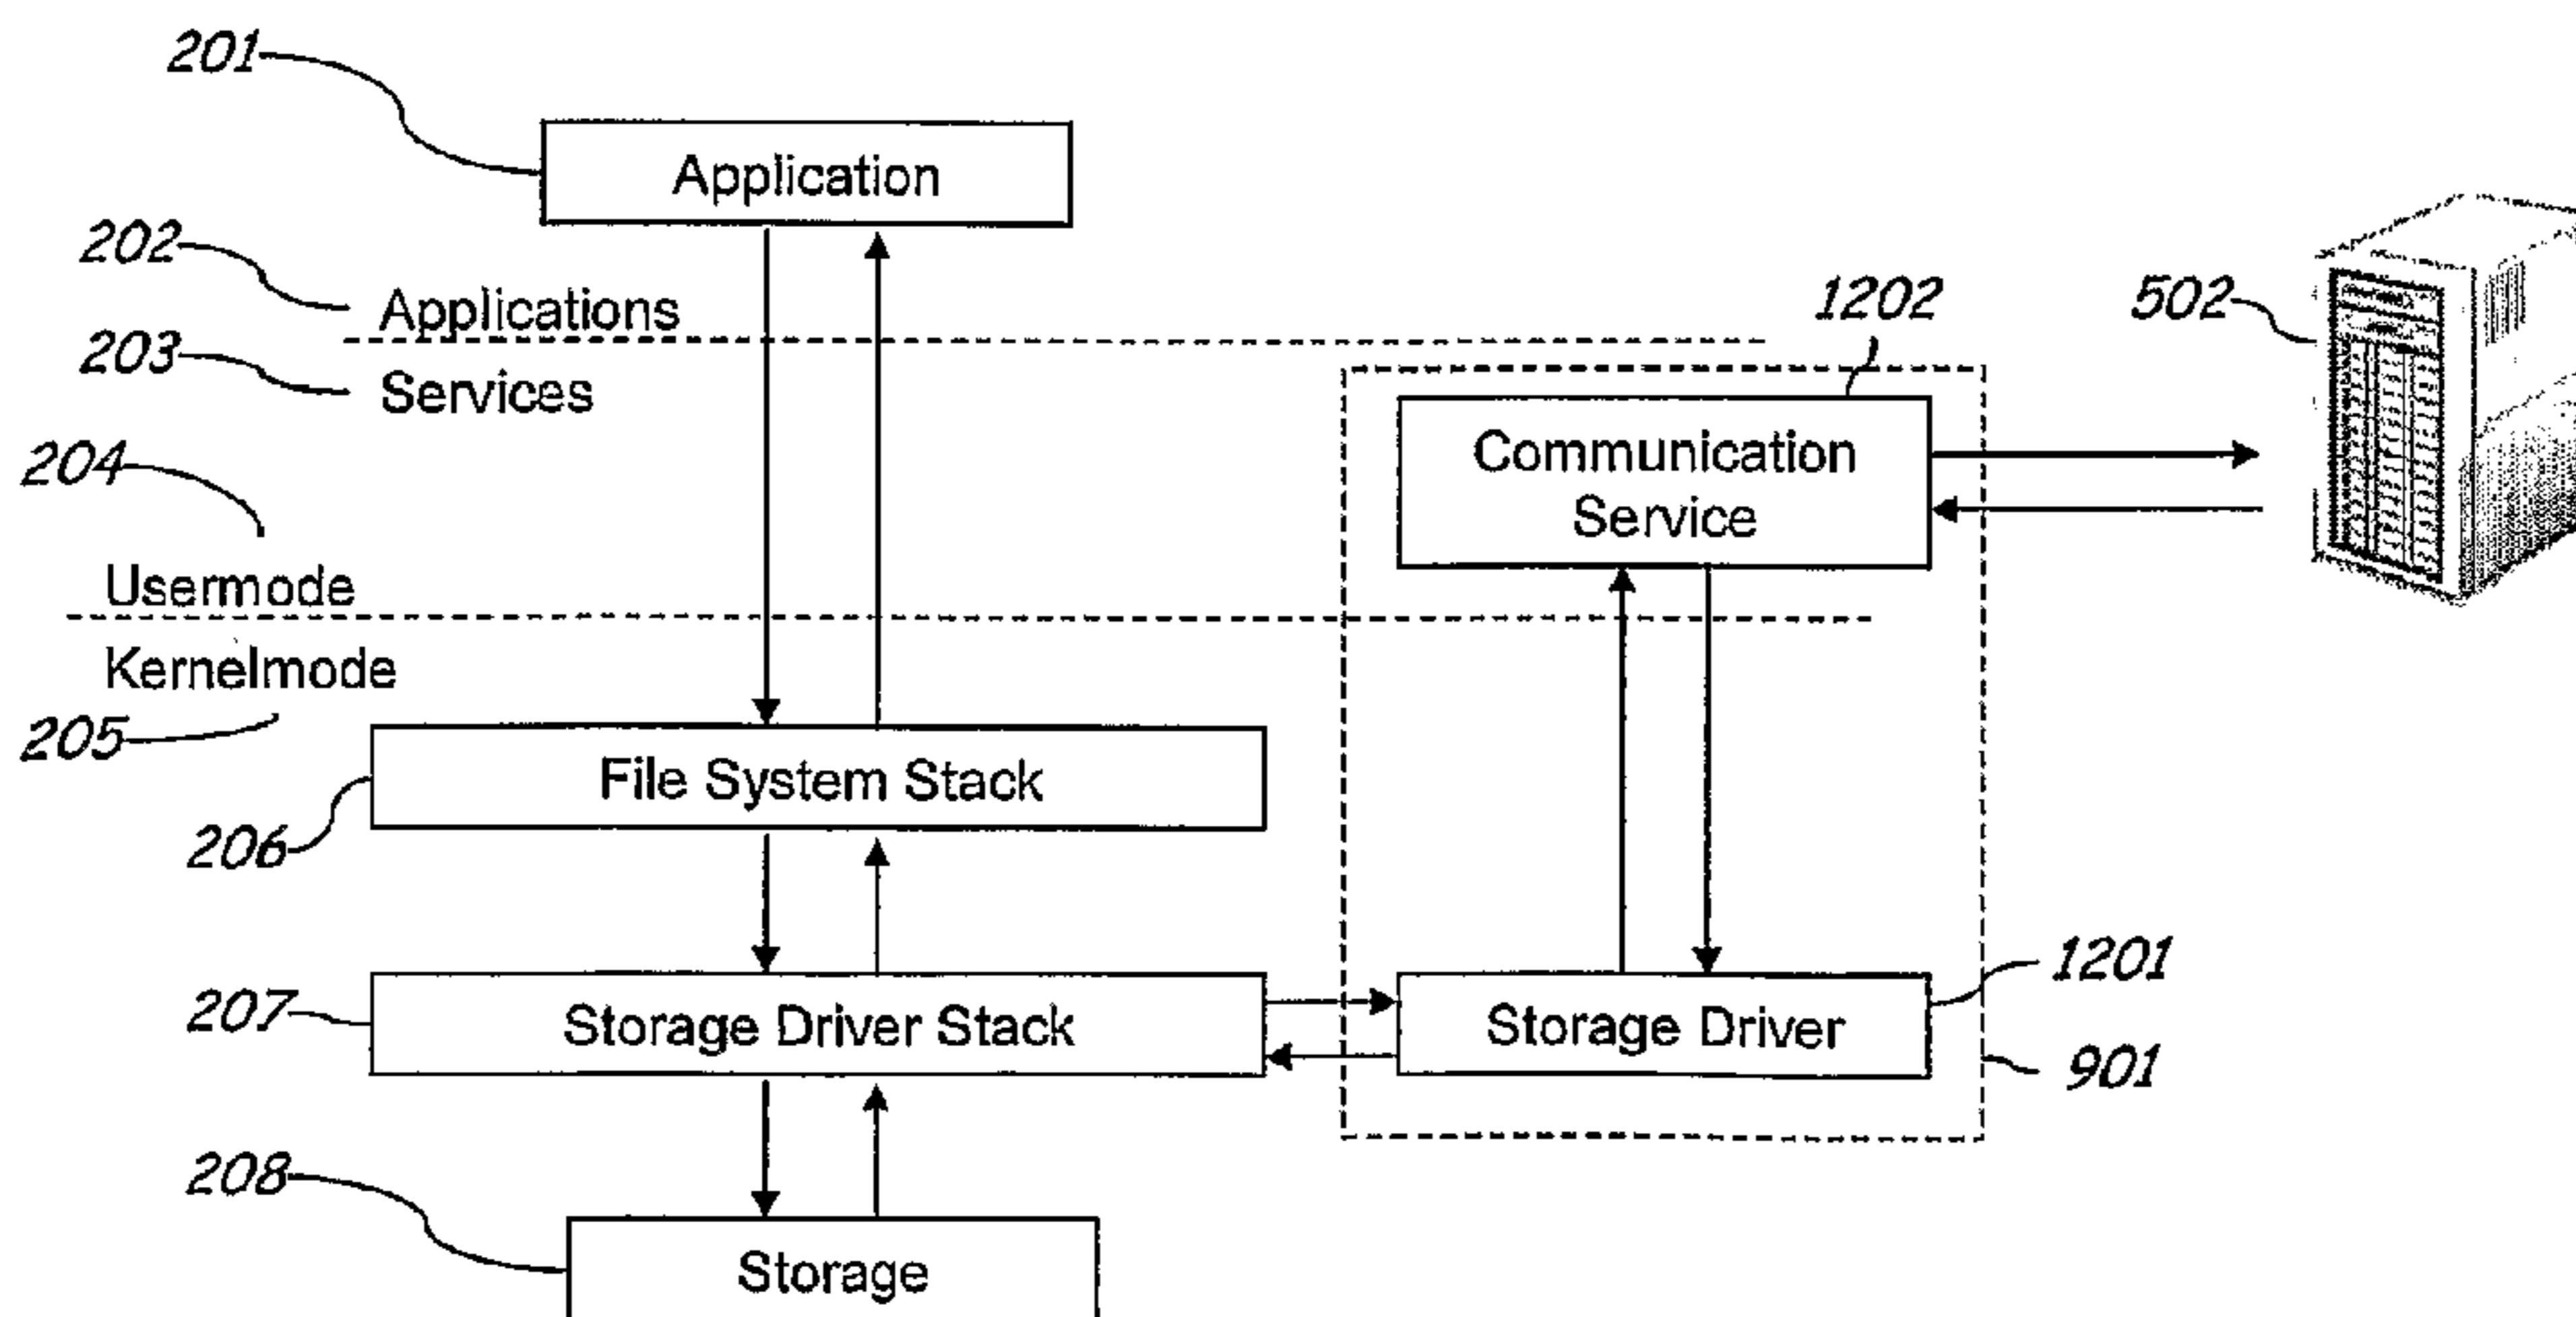 201
Application
202
Applications
1202
502
203
Services
Communication
Service
204
Usermode
Kernelmode
205
File System Stack
206
1201
207
Storage Driver Stack
Storage Driver
901
208
Storage